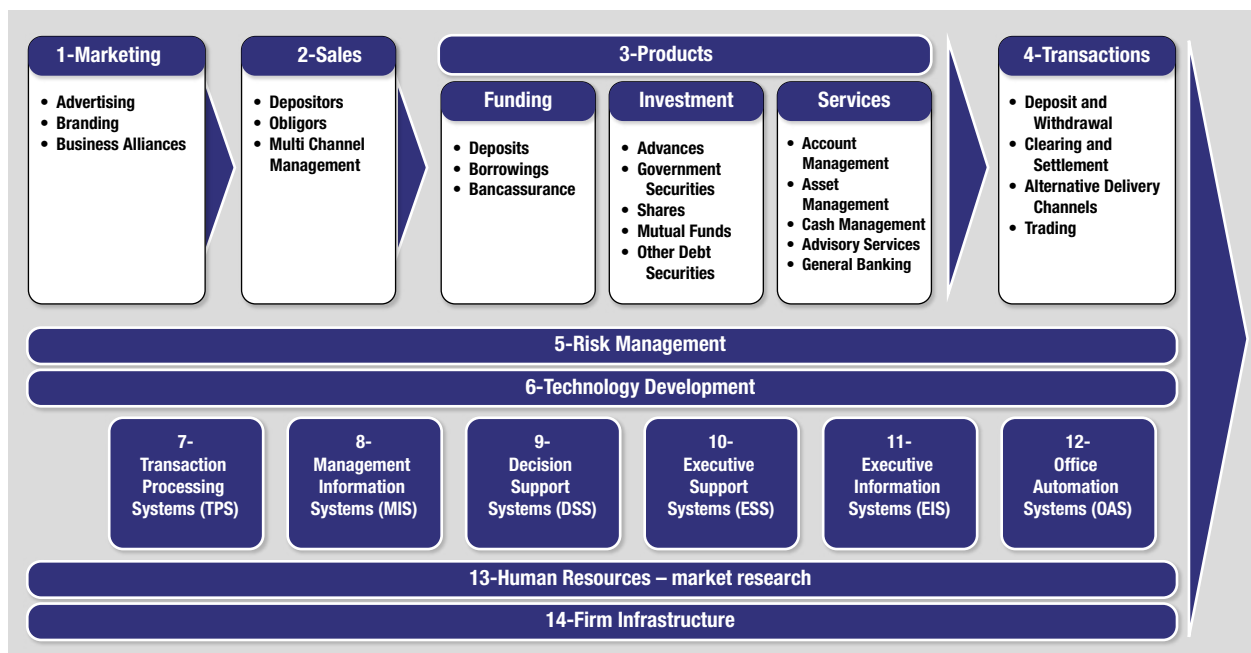 1-Marketing
• Advertising
• Branding
• Business Alliances
2-Sales
• Depositors
• Obligors
• Multi Channel
Management
3-Products
Funding
• Deposits
• Borrowings
• Bancassurance
Investment
• Advances
• Government
Securities
• Shares
• Mutual Funds
• Other Debt
Securities
Services
• Account
Management
• Asset
Management
• Cash Management
• Advisory Services
• General Banking
4-Transactions
• Deposit and
Withdrawal
• Clearing and
Settlement
• Alternative Delivery
Channels
• Trading
5-Risk Management
6-Technology Development
7-
Transaction
Processing
Systems (TPS)
8-
Management
Information
Systems (MIS)
9-
Decision
Support
Systems (DSS)
10-
Executive
Support
Systems (ESS)
11-
Executive
Information
Systems (EIS)
12-
Office
Automation
Systems (OAS)
13-Human Resources – market research
14-Firm Infrastructure